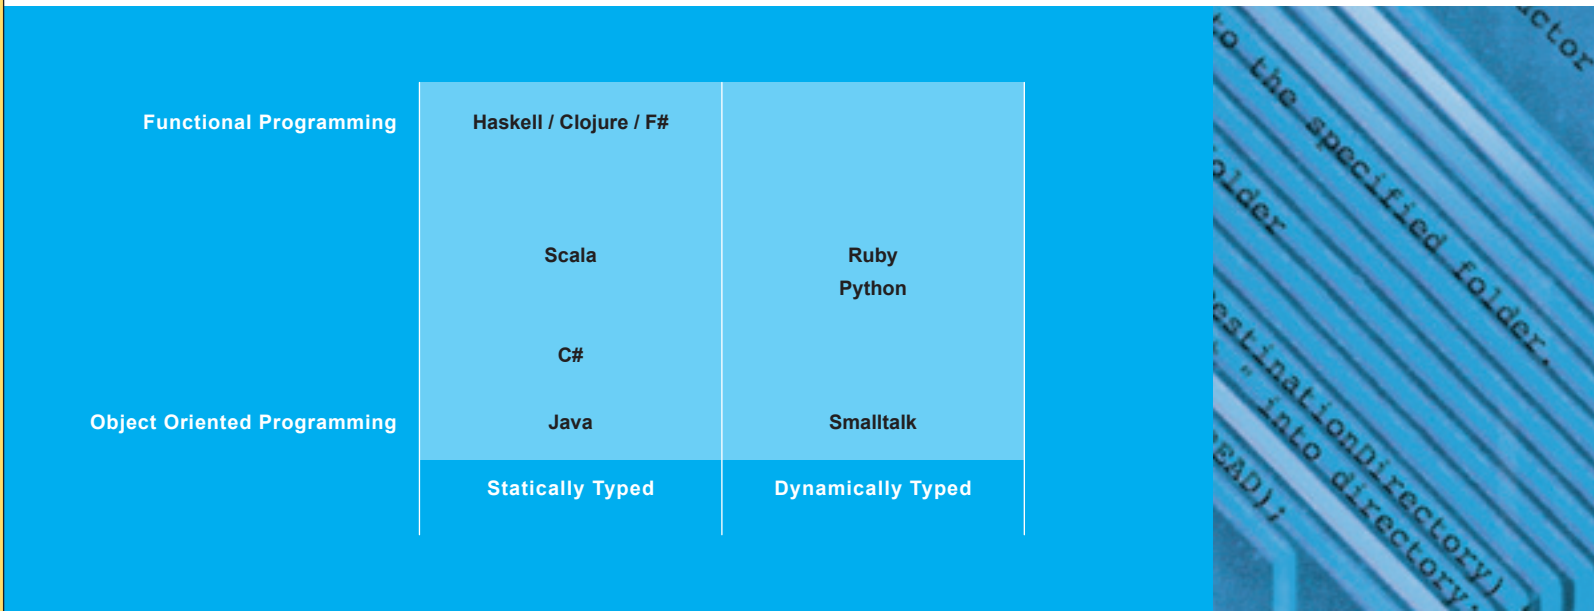 Functional Programming
Haskell / Clojure / F#
Scala
Ruby
Python
C#
Object Oriented Programming
Java
Smalltalk
Statically Typed
Dynamically Typed
to the specified folder.
older
estinationDirectory)
" into directory.
EAD);